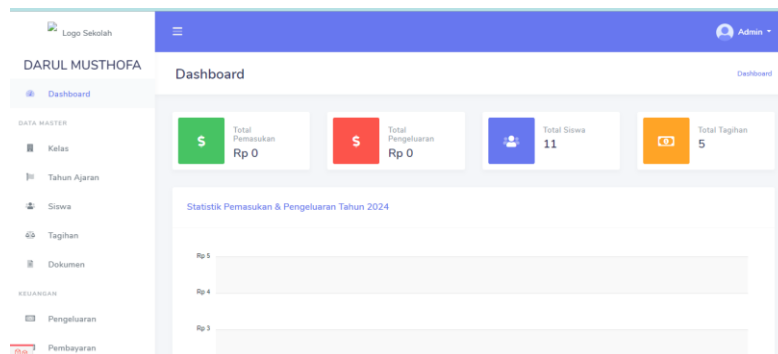 Logo Sekolah
Admin
DARUL MUSTHOFA
Dashboard
Dashboard
Dashboard
DATA MASTER
Kelas
Tahun Ajaran
Siswa
Tagihan
Dokumen
KEUANGAN
Pengeluaran
Pembayaran
Total
Pemasukan
Rp 0
Total
Pengeluaran
Rp 0
Total Siswa
11
Total Tagihan
5
Statistik Pemasukan & Pengeluaran Tahun 2024
Rp 5
Rp 4
Rp 3